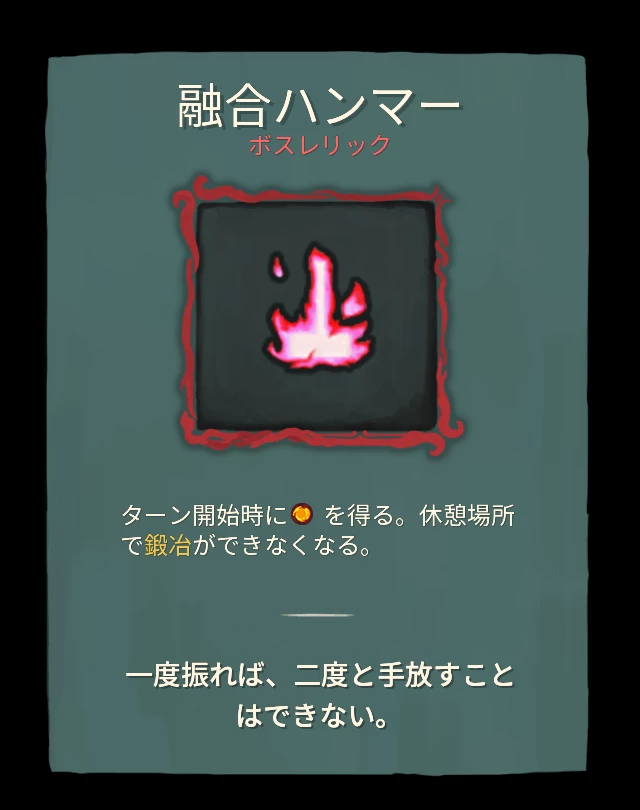 融合ハンマー
ボスレリック
ターン開始時に を得る。休憩場所
で鍛冶ができなくなる。
一度振れば、二度と手放すこと
はできない。